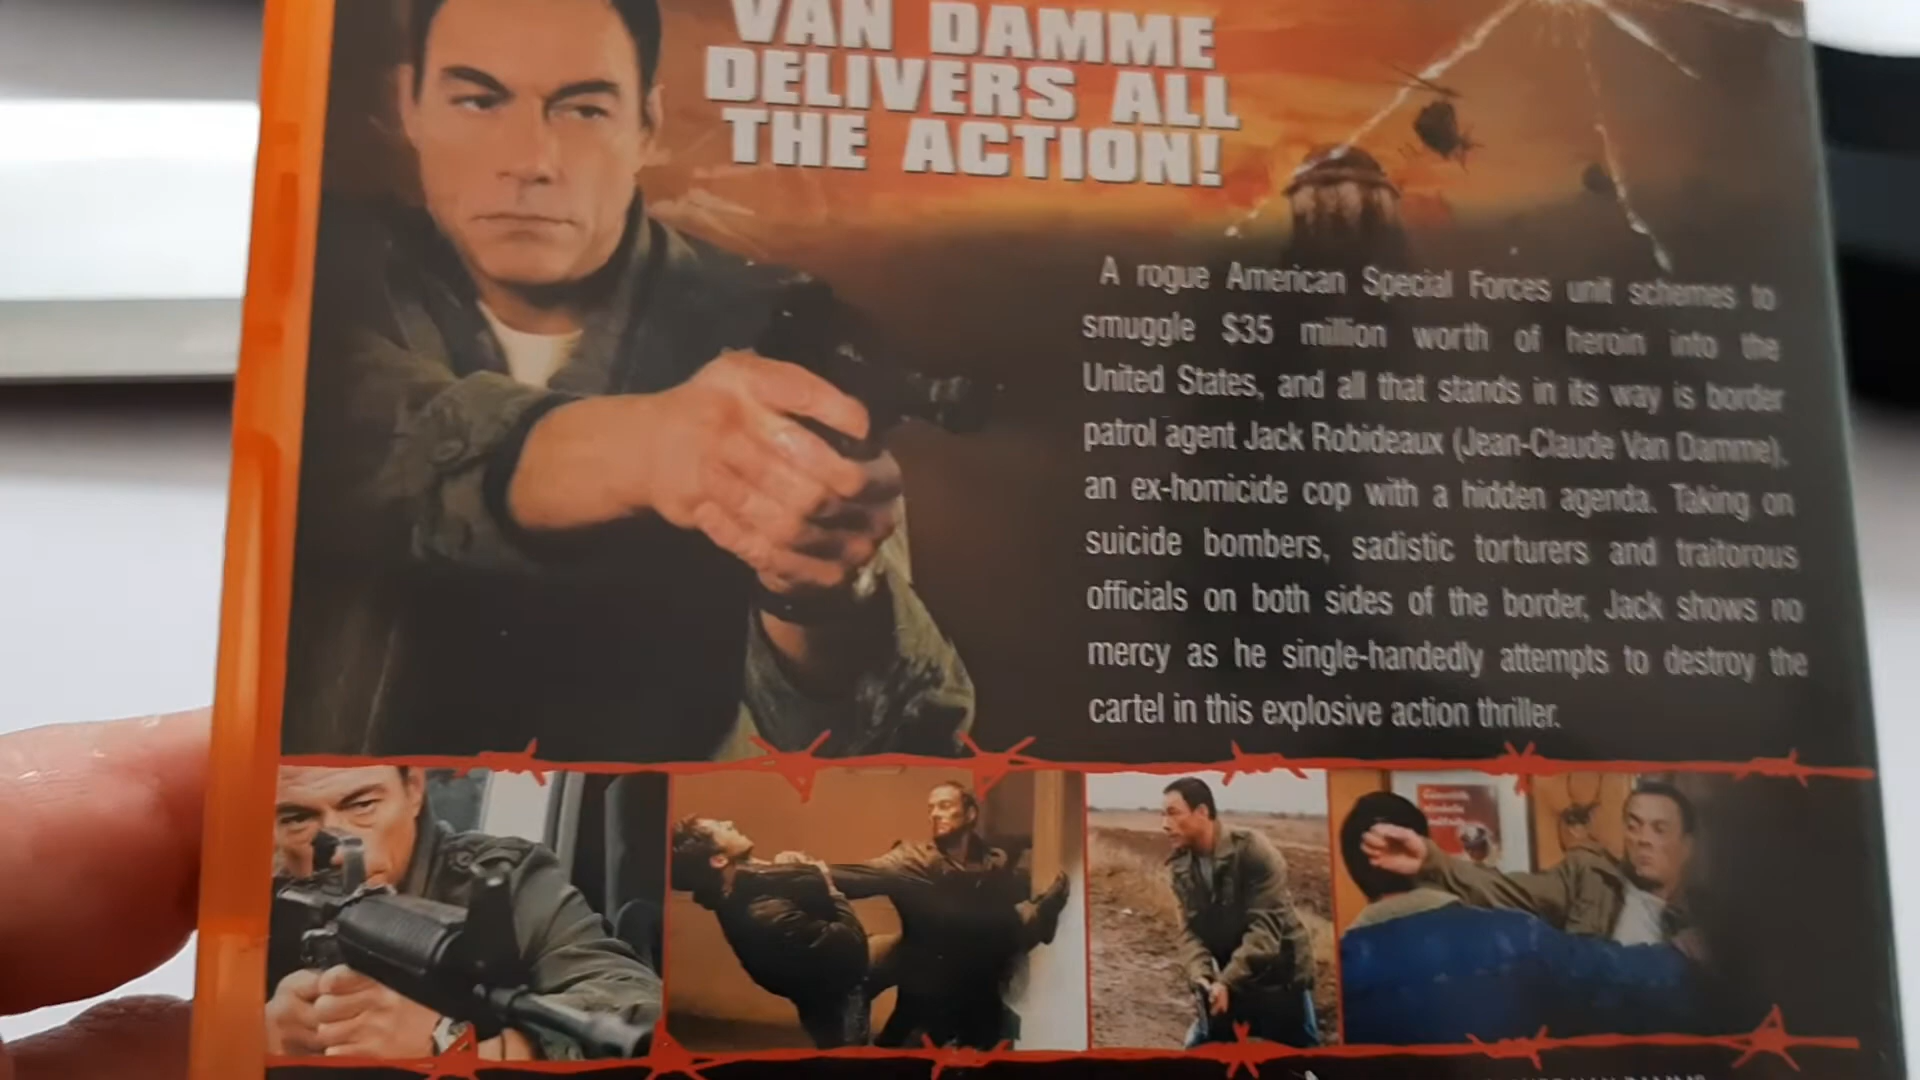 VAN DAMME
DELIVERS ALL
THE ACTION!
A rogue American Special Forces unit schemes to
smuggle $35 million worth of heroin into the
United States, and all that stands in its way is border
patrol agent Jack Robideaux (Jean-Claude Van Damme),
an ex-homicide cop with a hidden agenda. Taking on
suicide bombers, sadistic torturers and traitorous
officials on both sides of the border, Jack shows no
mercy as he single-handedly attempts to destroy the
cartel in this explosive action thriller.